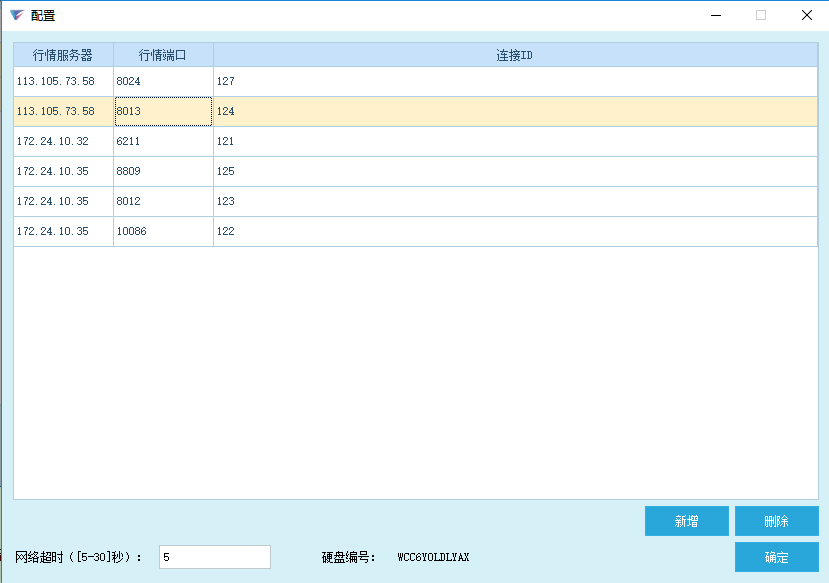 配置
行情服务器 行情端口 连接ID
113.105.73.58 8024 127
113.105.73.58 8013 124
172.24.10.32 6211 121
172.24.10.35 8809 125
172.24.10.35 8012 123
172.24.10.35 10086 122
新增 删除
网络超时([5-30]秒): 5 硬盘编号: WCC6Y0LDLYAX 确定